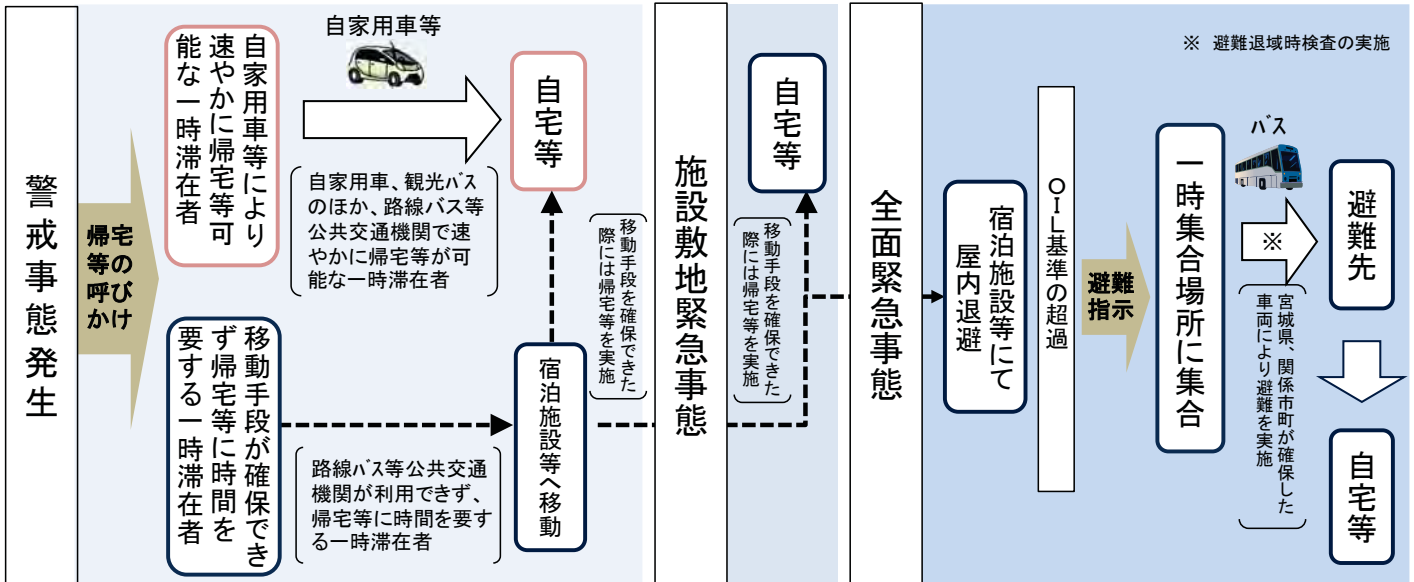 警戒事態発生
帰宅
等の
呼び
かけ
自家用車等により
速やかに帰宅等可
能な一時滞在者
自家用車等
自家用車、観光バス
のほか、路線バス等
公共交通機関で速
やかに帰宅等が可
能な一時滞在者
自宅等
移動手段が確保でき
ず帰宅等に時間を
要する一時滞在者
路線バス等公共交通
機関が利用できず、
帰宅等に時間を要す
る一時滞在者
宿泊施設等へ移動
移動手段を確保できた
際には帰宅等を実施
施設敷地緊急事態
自宅等
移動手段を確保できた
際には帰宅等を実施
全面緊急事態
※ 避難退域時検査の実施
宿泊施設等にて
屋内退避
OIL基準の超過
避難
指示
一時集合場所に集合
バス
※
宮城県、関係市町が確保した
車両により避難を実施
避難先
自宅等